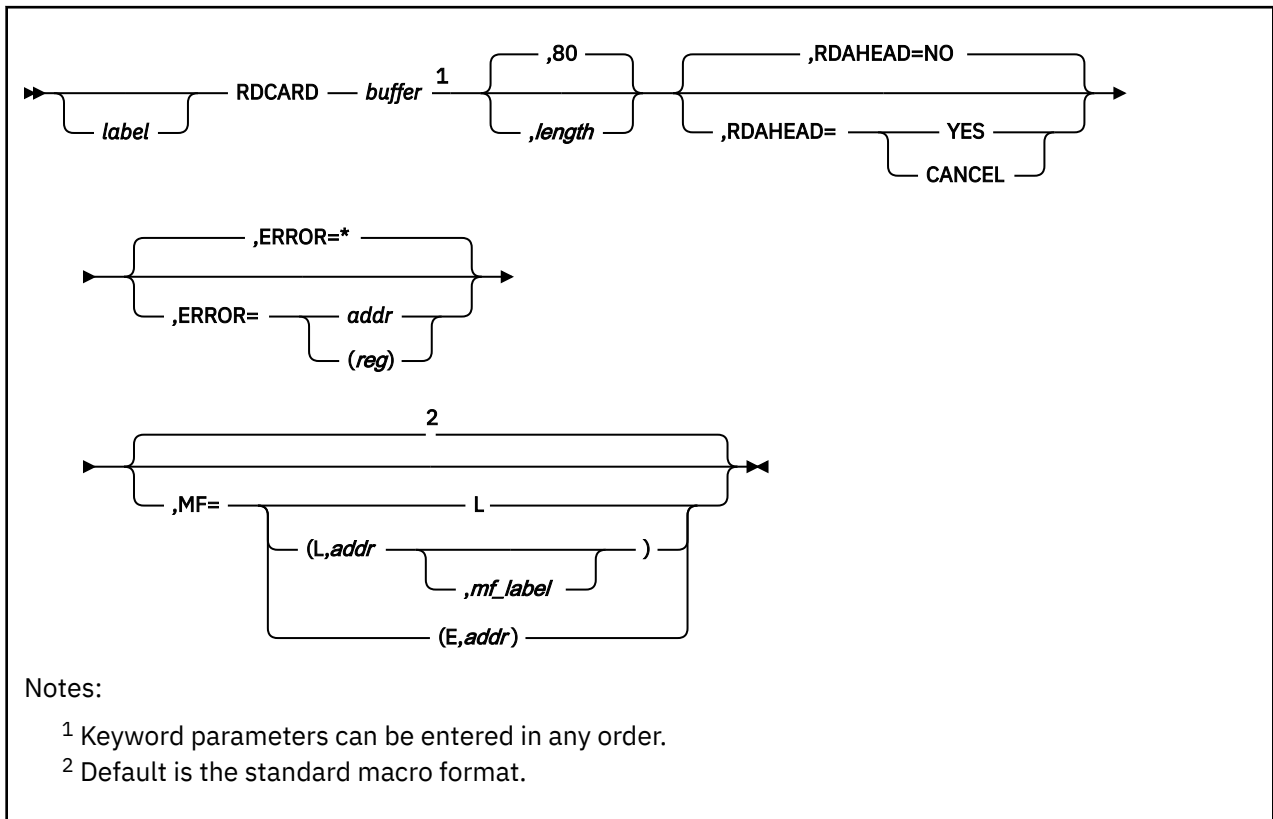 ,80 ,RDAHEAD=NO
RDCARD buffer 1
label ,length ,RDAHEAD= YES
CANCEL
,ERROR=*
,ERROR= addr
(reg)
2
,MF= L
(L,addr )
,mf_label
(E,addr)
Notes:
1 Keyword parameters can be entered in any order.
2 Default is the standard macro format.